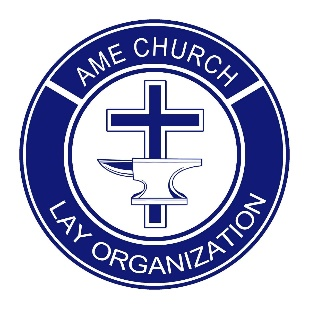 AME CHURCH
LAY ORGANIZATION